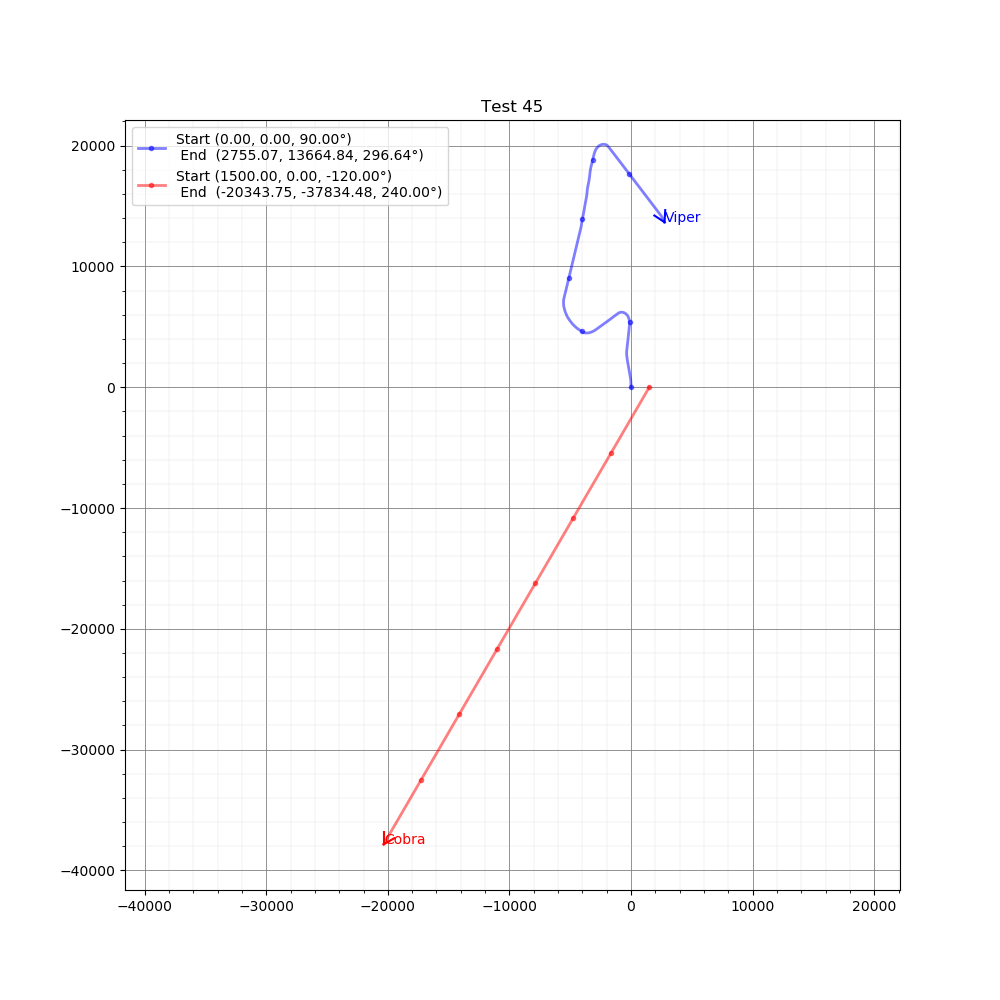 Test 45
Start (0.00, 0.00, 90.00°)
End (2755.07, 13664.84, 296.64°)
Start (1500.00, 0.00, -120.00°)
End (-20343.75, -37834.48, 240.00°)
20000
10000
0
−10000
−20000
−30000
−40000
Viper
Cobra
−40000 −30000 −20000 −10000 0 10000 20000